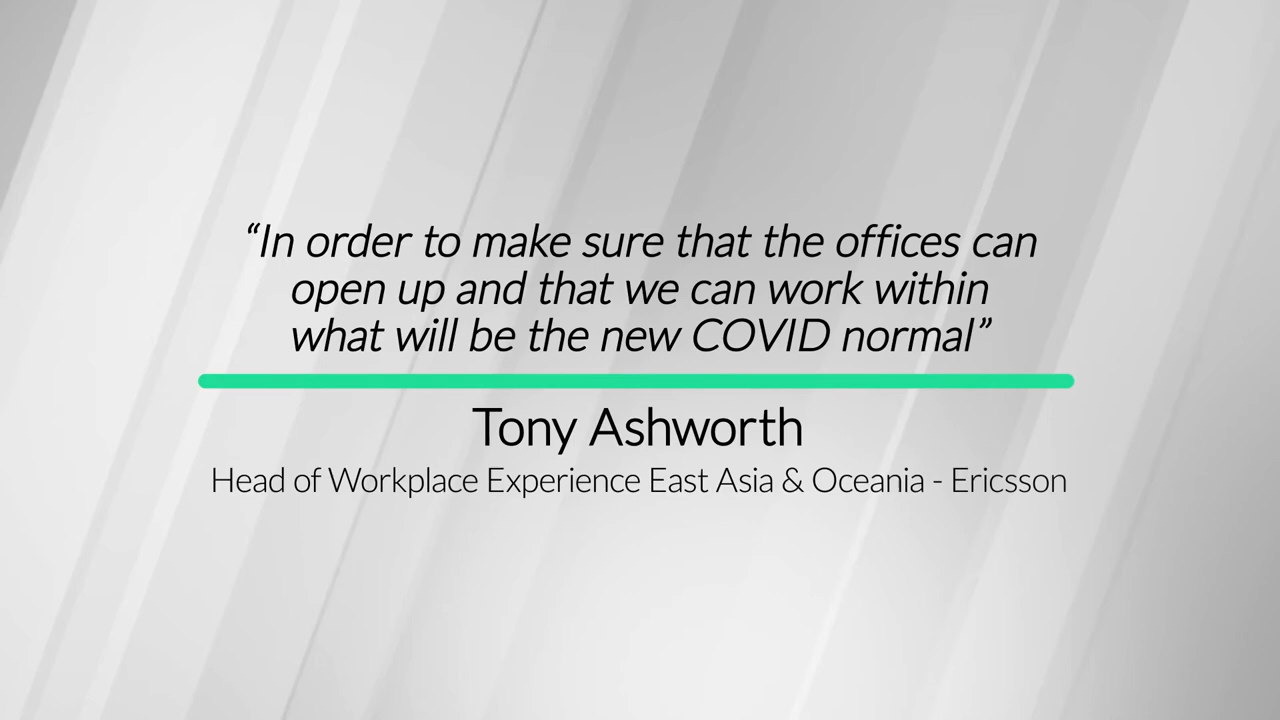 “In order to make sure that the offices can
open up and that we can work within
what will be the new COVID normal”
Tony Ashworth
Head of Workplace Experience East Asia & Oceania - Ericsson